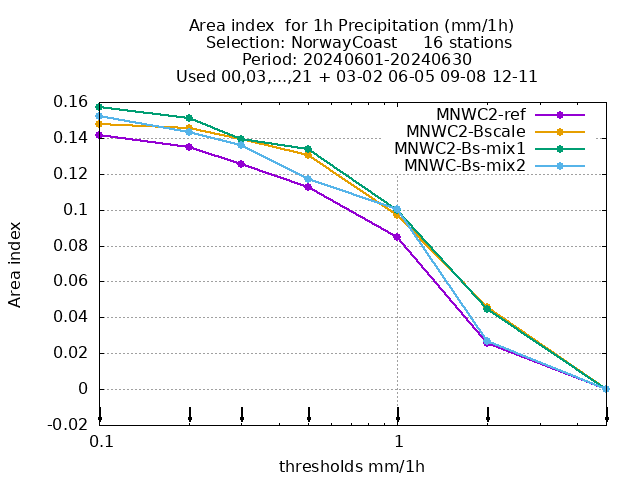 Area index  for 1h Precipitation (mm/1h)
Selection: NorwayCoast     16 stations
Period: 20240601-20240630
Used 00,03,...,21 + 03-02 06-05 09-08 12-11
MNWC2-ref
MNWC2-Bscale
MNWC2-Bs-mix1
MNWC-Bs-mix2
0.16
0.14
0.12
0.1
0.08
0.06
0.04
0.02
0
-0.02
Area index
0.1
1
thresholds mm/1h